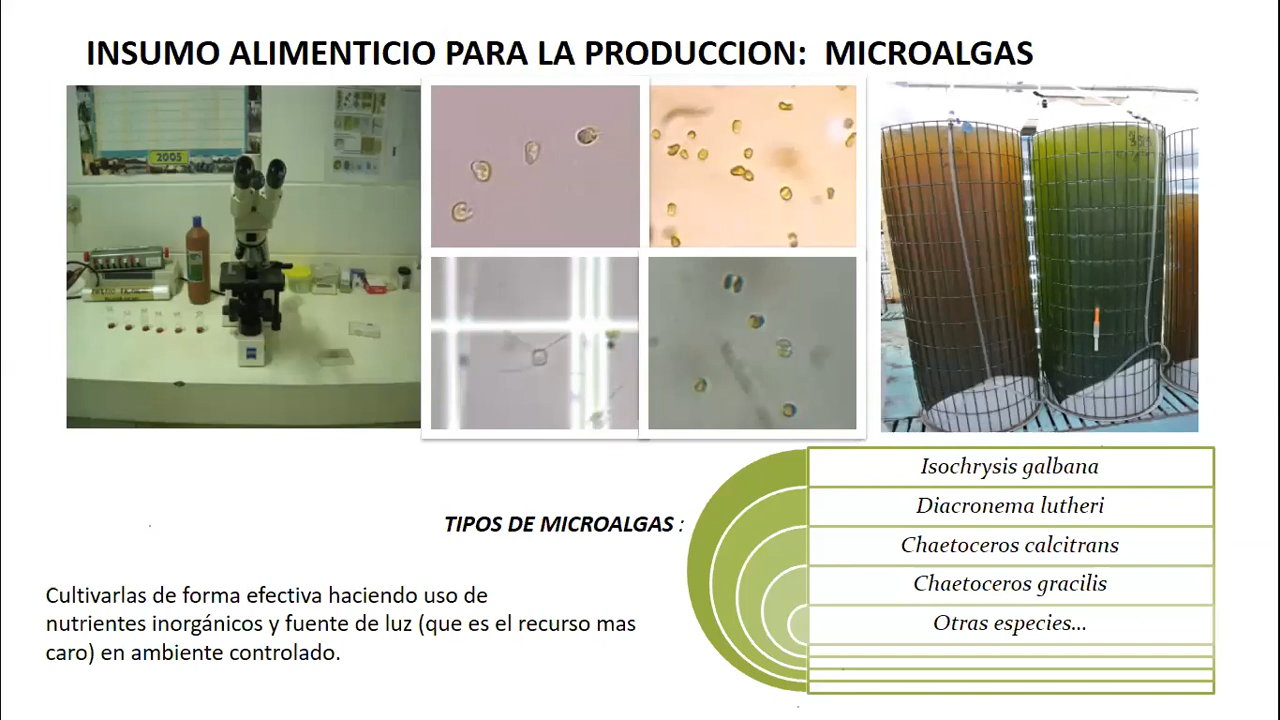 INSUMO ALIMENTICIO PARA LA PRODUCCION: MICROALGAS
2005
TIPOS DE MICROALGAS :
Isochrysis galbana
Diacronema lutheri
Chaetoceros calcitrans
Chaetoceros gracilis
Otras especies...
Cultivarlas de forma efectiva haciendo uso de
nutrientes inorgánicos y fuente de luz (que es el recurso mas
caro) en ambiente controlado.